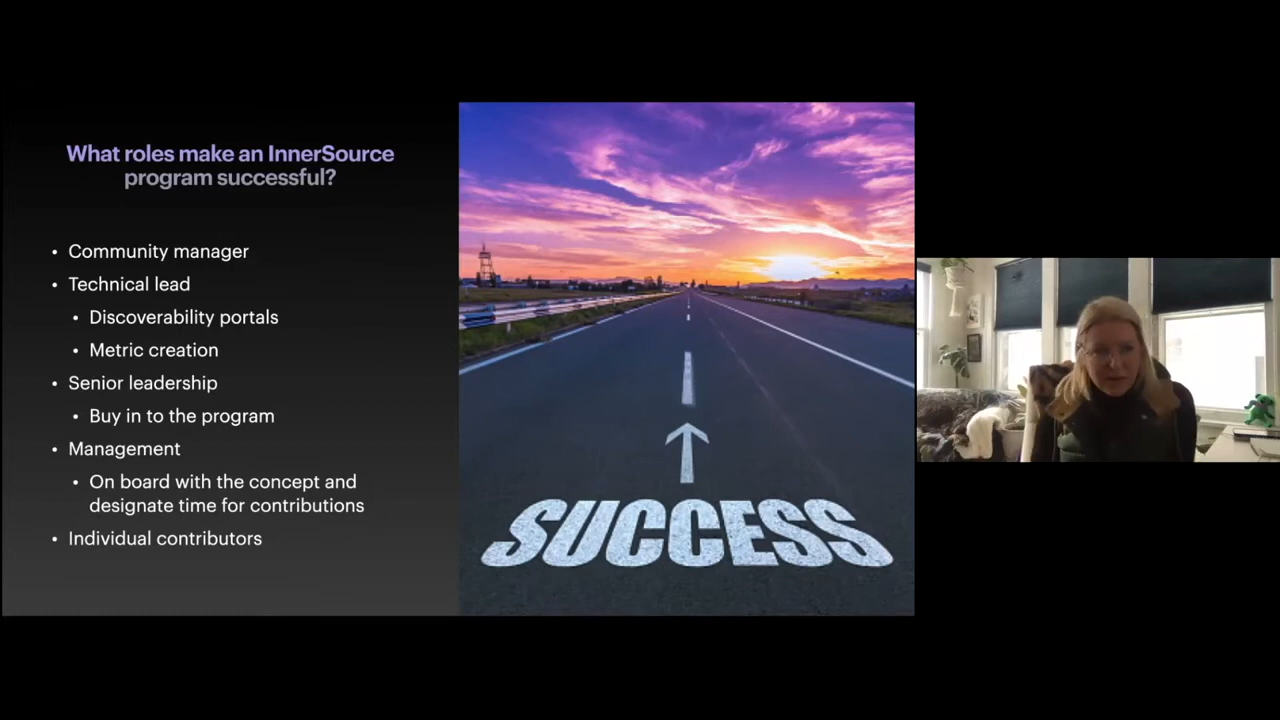 What roles make an InnerSource
program successful?
• Community manager
• Technical lead
• Discoverability portals
• Metric creation
• Senior leadership
• Buy in to the program
• Management
• On board with the concept and
designate time for contributions
• Individual contributors
SUCCESS